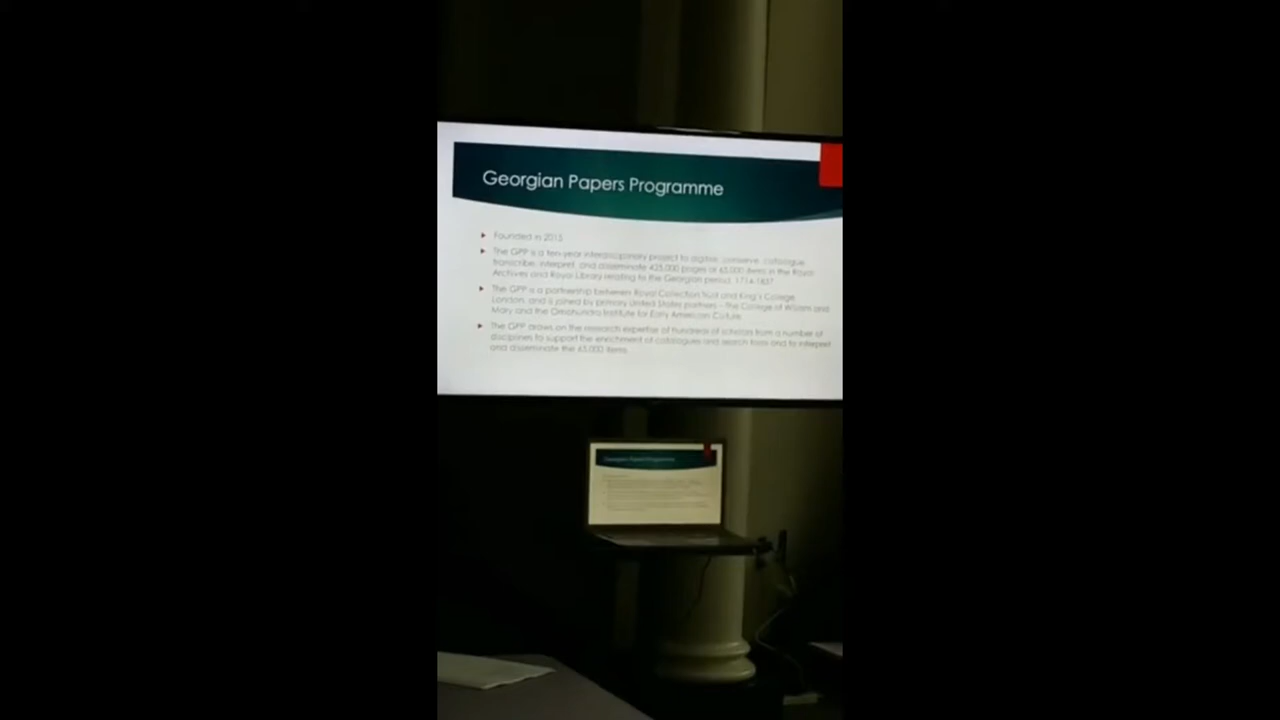 Georgian Papers Programme
Founded in 2015
The GPP is a ten-year interdisciplinary project to digitise, conserve, catalogue,
transcribe, interpret, and disseminate 425,000 pages or 65,000 items in the Royal
Archives and Royal Library relating to the Georgian period, 1714-1837
The GPP is a partnership between Royal Collection Trust and King's College
London, and is joined by primary United States partners – The College of William and
Mary and the Omohundro Institute for Early American Culture.
The GPP draws on the research expertise of hundreds of scholars from a number of
disciplines to support the enrichment of catalogues and search from and to interpret
and disseminate the 65,000 items
Georgian Papers Programme